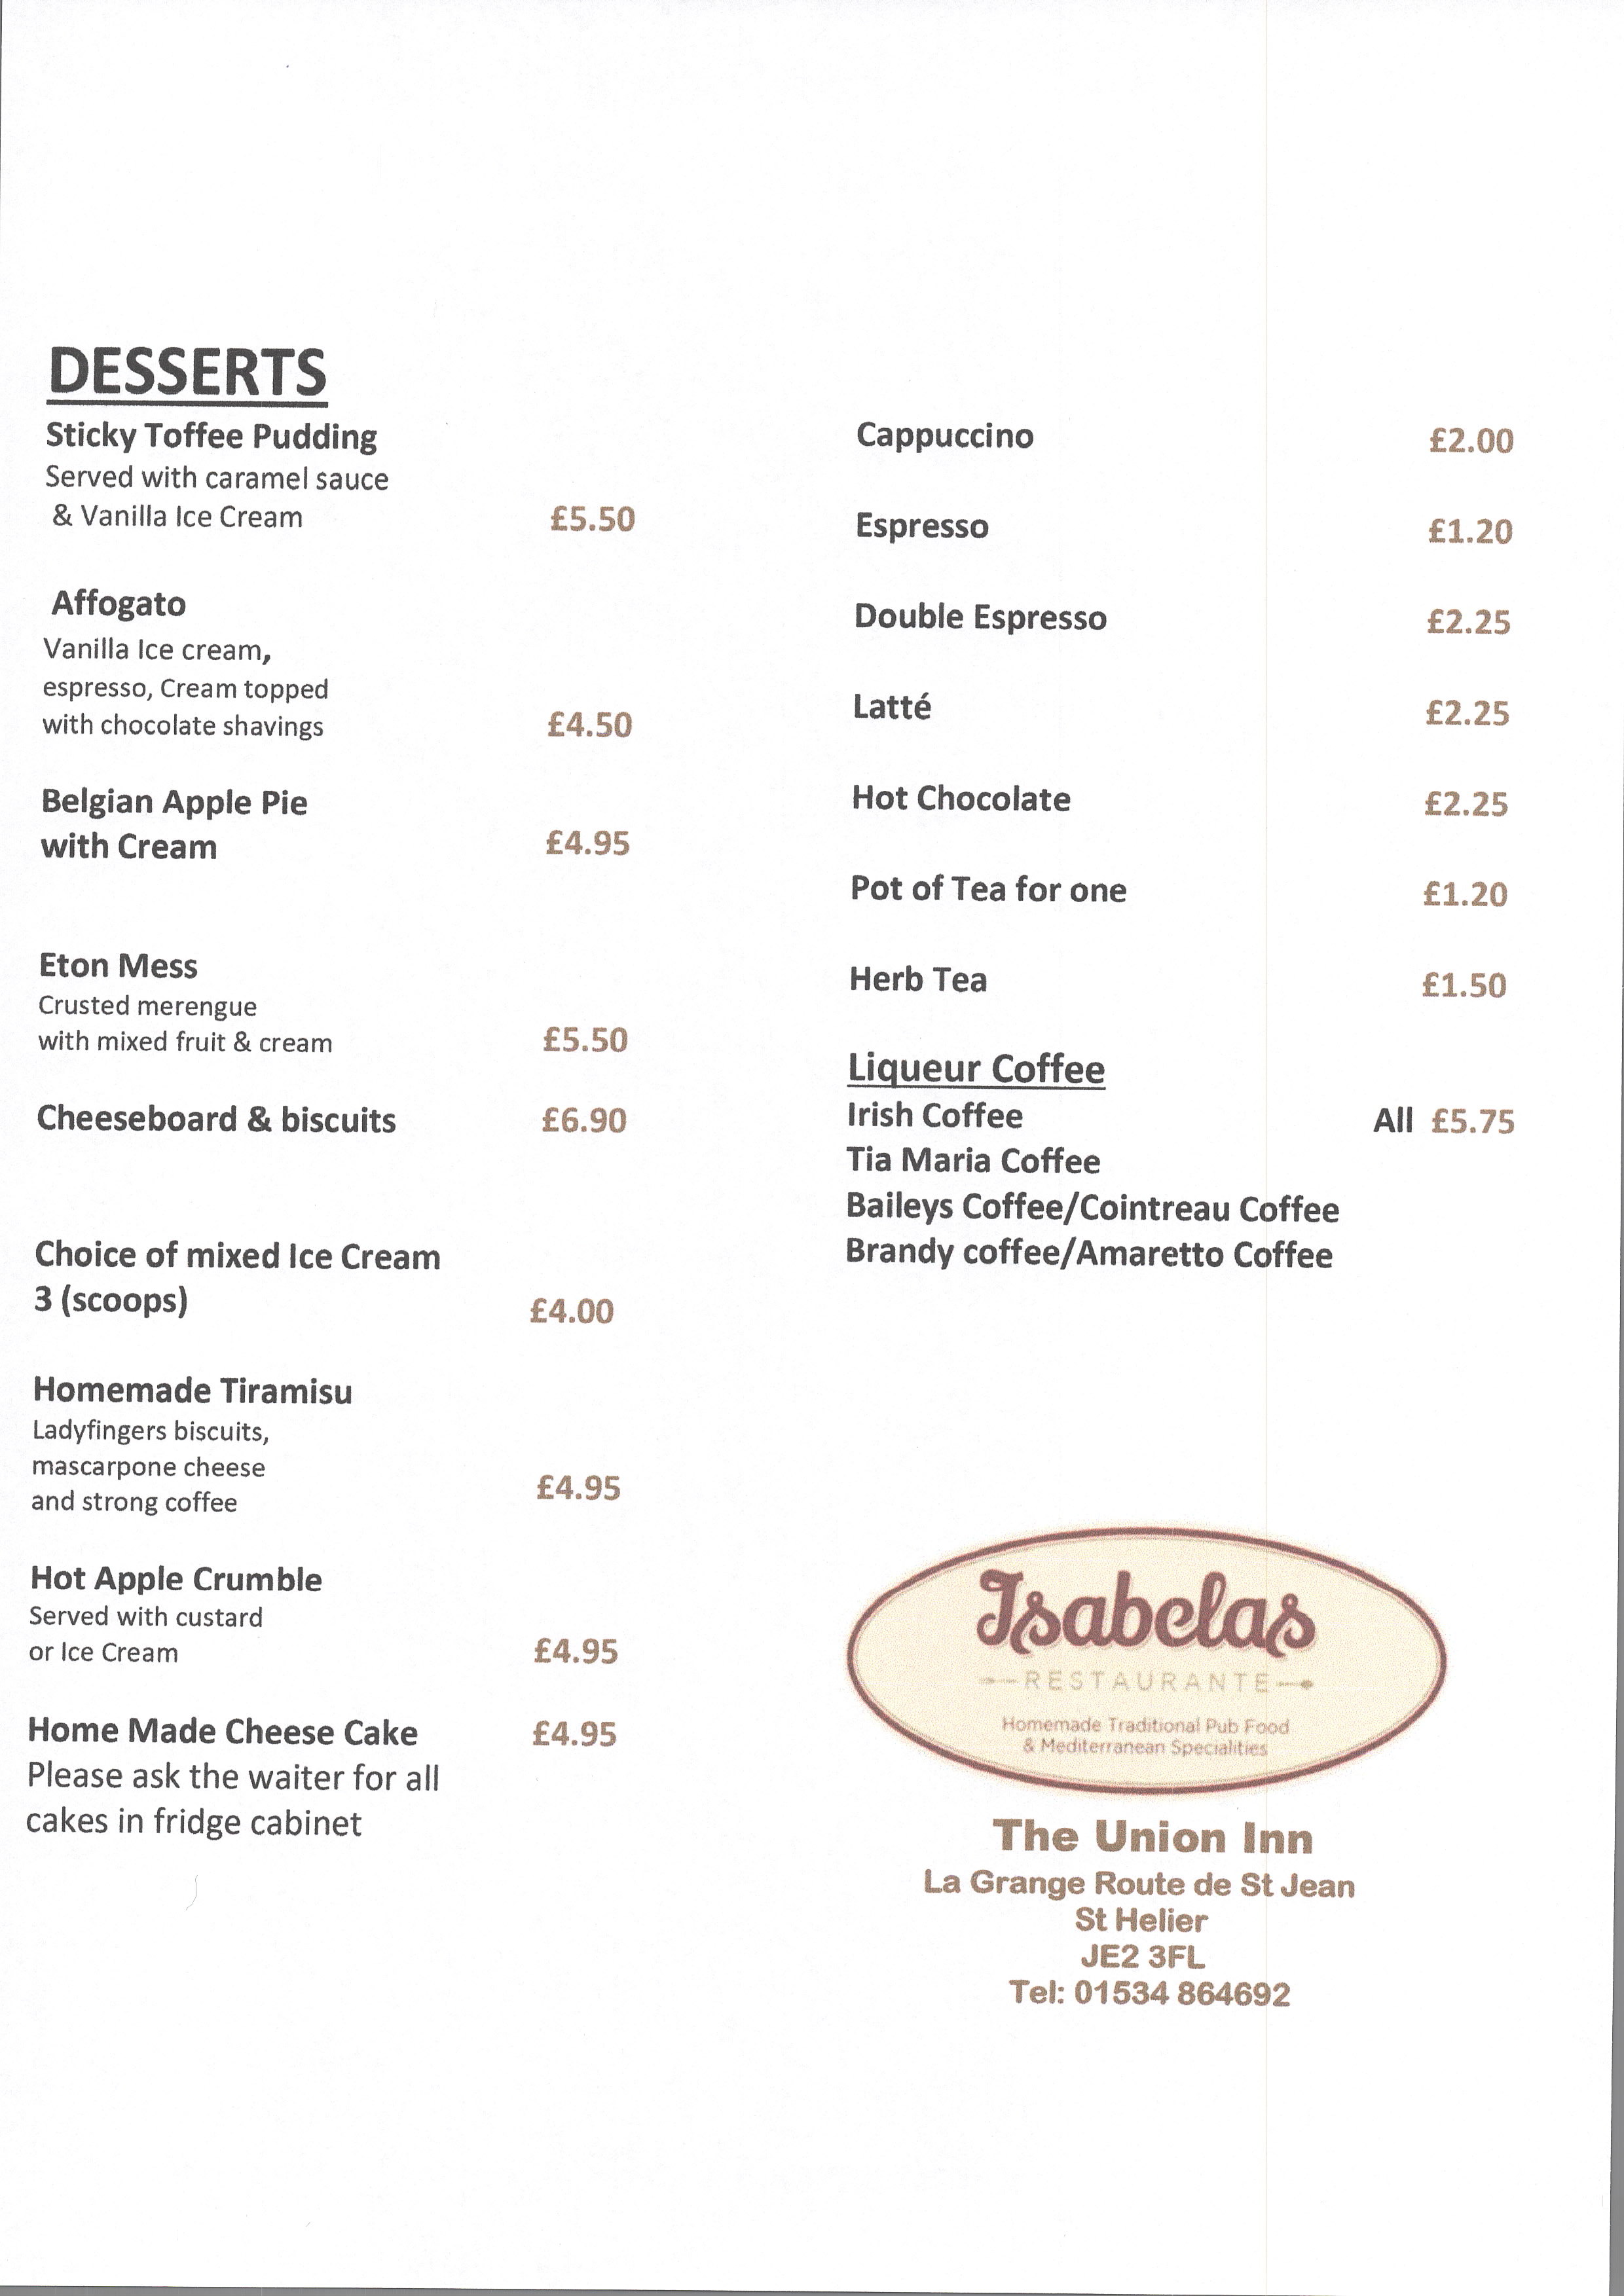 DESSERTS
Sticky Toffee Pudding
Served with caramel sauce
& Vanilla Ice Cream £5.50
Affogato
Vanilla Ice cream,
espresso, Cream topped
with chocolate shavings £4.50
Belgian Apple Pie
with Cream £4.95
Eton Mess
Crusted merengue
with mixed fruit & cream £5.50
Cheeseboard & biscuits £6.90
Choice of mixed Ice Cream
3 (scoops) £4.00
Homemade Tiramisu
Ladyfingers biscuits,
mascarpone cheese
and strong coffee £4.95
Hot Apple Crumble
Served with custard
or Ice Cream £4.95
Home Made Cheese Cake £4.95
Please ask the waiter for all
cakes in fridge cabinet
Cappuccino £2.00
Espresso £1.20
Double Espresso £2.25
Latté £2.25
Hot Chocolate £2.25
Pot of Tea for one £1.20
Herb Tea £1.50
Liqueur Coffee
Irish Coffee All £5.75
Tia Maria Coffee
Baileys Coffee/Cointreau Coffee
Brandy coffee/Amaretto Coffee
Isabelas
RESTAURANTE
Homemade Traditional Pub Food
& Mediterranean Specialities
The Union Inn
La Grange Route de St Jean
St Helier
JE2 3FL
Tel: 01534 864692